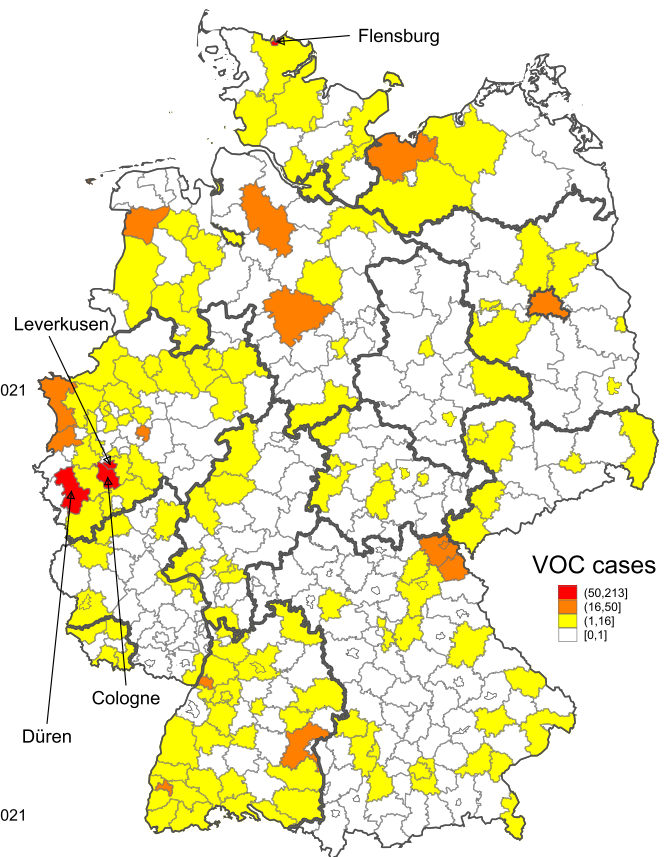 Flensburg
Leverkusen
021
VOC cases
(50,213]
(16,50]
(1,16]
[0,1]
Cologne
Düren
021